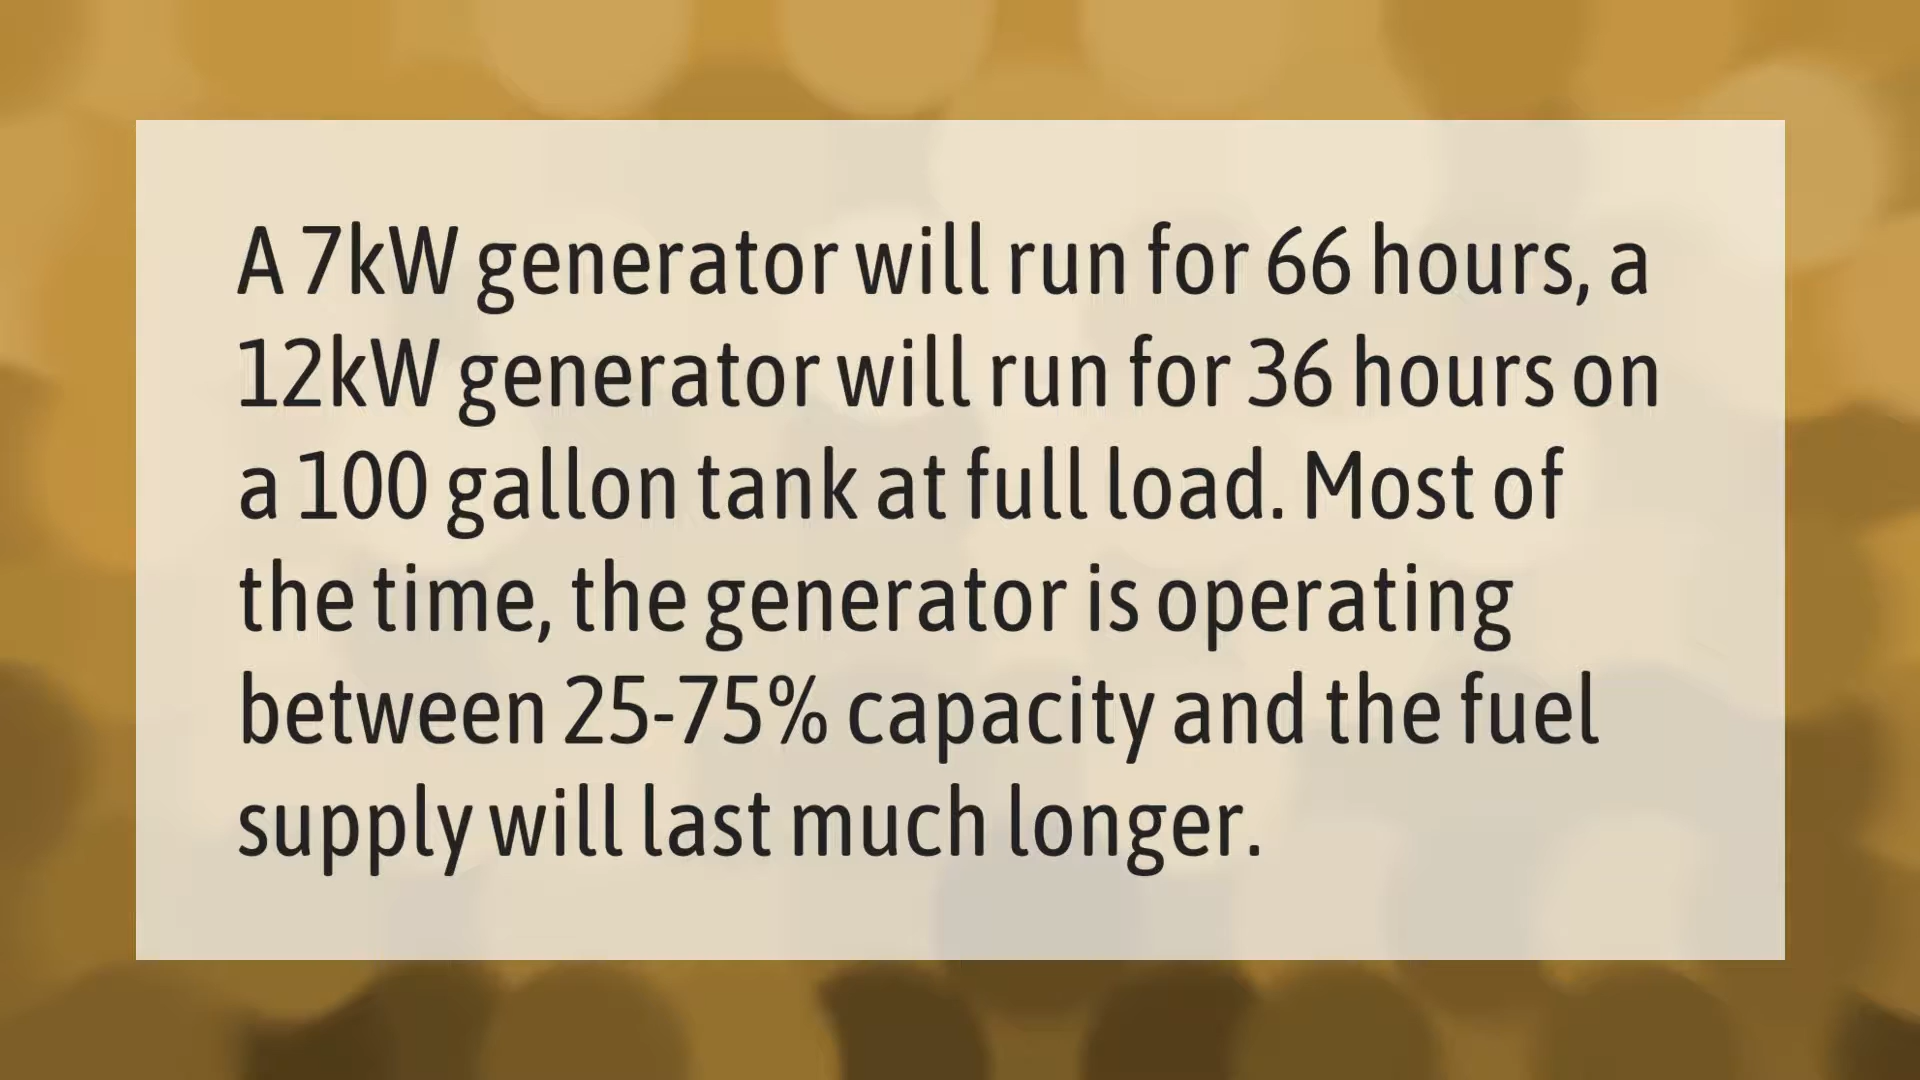 A 7kW generator will run for 66 hours, a
12kW generator will run for 36 hours on
a 100 gallon tank at full load. Most of
the time, the generator is operating
between 25-75% capacity and the fuel
supply will last much longer.